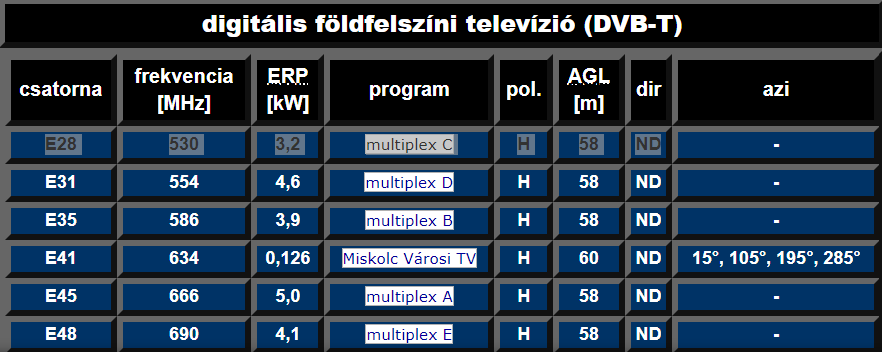 digitális földfelszíni televízió (DVB-T)
csatorna frekvencia [MHz] ERP [kW] program pol. AGL [m] dir azi
E28 530 3,2 multiplex C H 58 ND -
E31 554 4,6 multiplex D H 58 ND -
E35 586 3,9 multiplex B H 58 ND -
E41 634 0,126 Miskolc Városi TV H 60 ND 15°, 105°, 195°, 285°
E45 666 5,0 multiplex A H 58 ND -
E48 690 4,1 multiplex E H 58 ND -